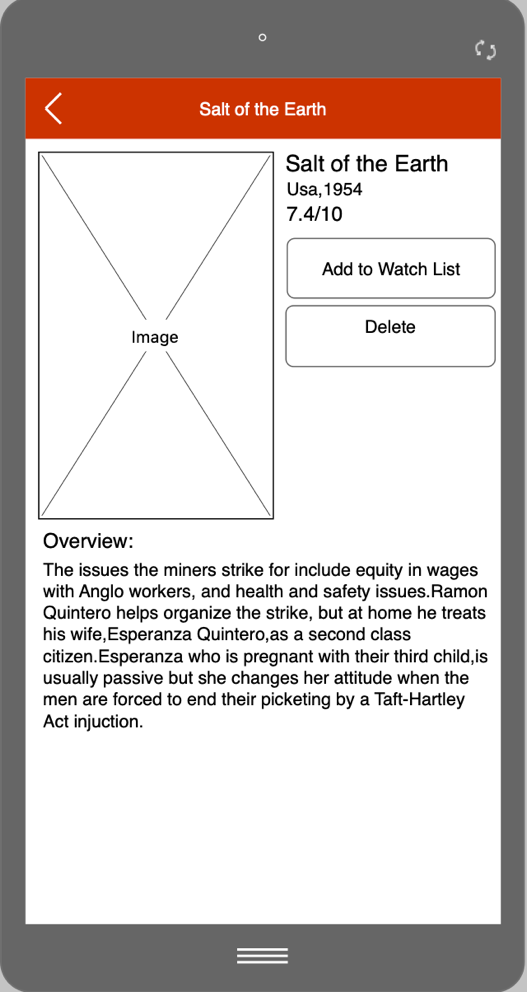 Salt of the Earth
Salt of the Earth
Usa,1954
7.4/10
Add to Watch List
Delete
Image
Overview:
The issues the miners strike for include equity in wages
with Anglo workers, and health and safety issues.Ramon
Quintero helps organize the strike, but at home he treats
his wife,Esperanza Quintero,as a second class
citizen.Esperanza who is pregnant with their third child,is
usually passive but she changes her attitude when the
men are forced to end their picketing by a Taft-Hartley
Act injuction.